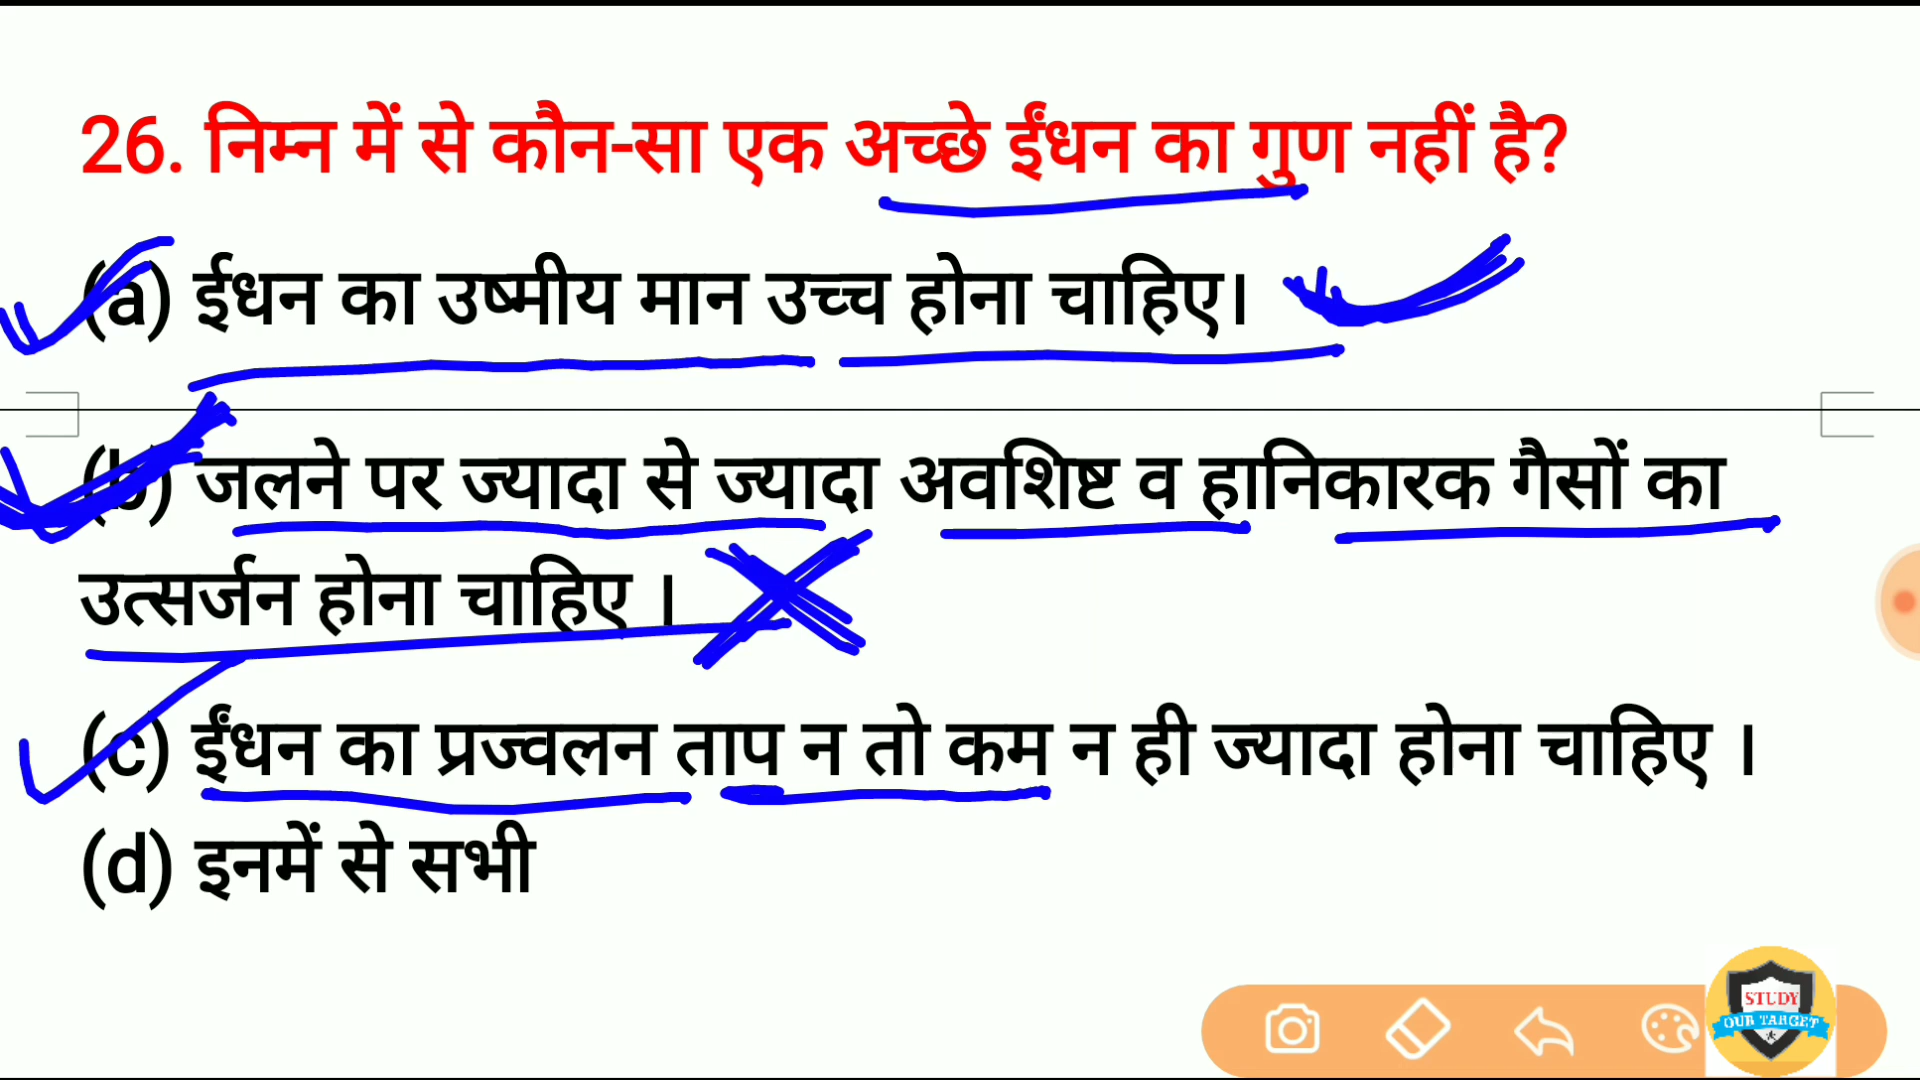 26. निम्न में से कौन-सा एक अच्छे ईंधन का गुण नहीं है?
(a) ईधन का उष्मीय मान उच्च होना चाहिए।
(b) जलने पर ज्यादा से ज्यादा अवशिष्ट व हानिकारक गैसों का
उत्सर्जन होना चाहिए ।
(c) ईंधन का प्रज्वलन ताप न तो कम न ही ज्यादा होना चाहिए ।
(d) इनमें से सभी
STUDY
OUR TARGET